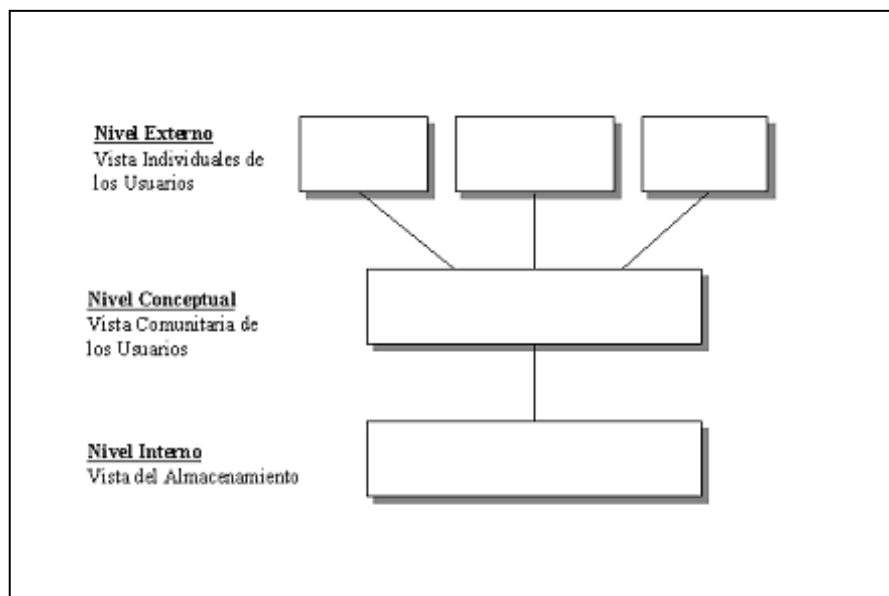 Nivel Externo
Vista Individuales de
los Usuarios
Nivel Conceptual
Vista Comunitaria de
los Usuarios
Nivel Interno
Vista del Almacenamiento